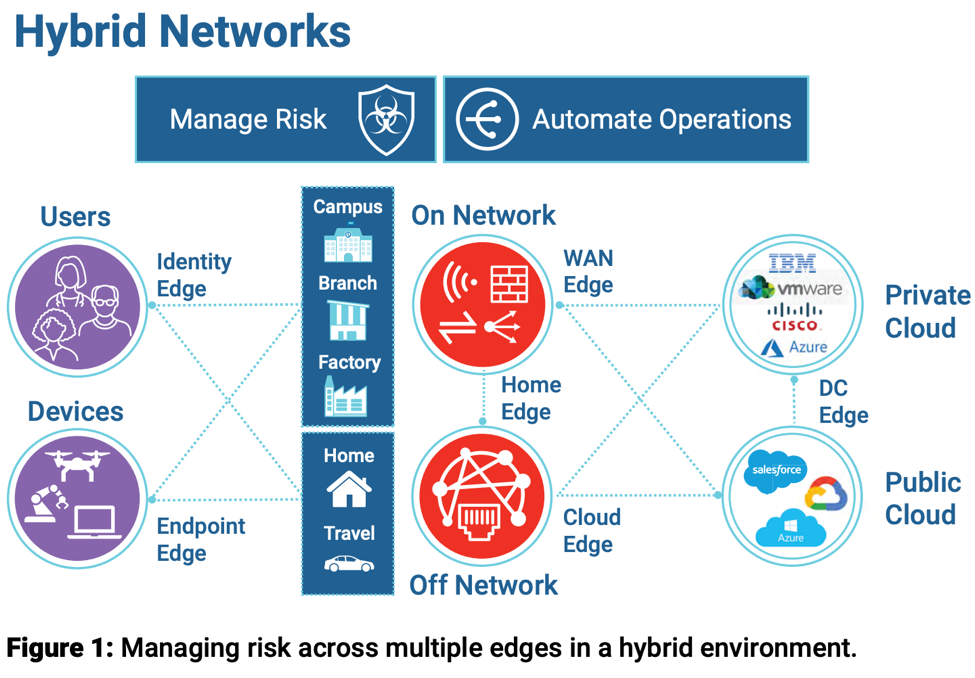 Hybrid Networks
Manage Risk
Automate Operations
Users
Identity
Edge
Devices
Endpoint
Edge
Campus
Branch
Factory
Home
Travel
On Network
WAN
Edge
Home
Edge
Cloud
Edge
Off Network
IBM
vmware
CISCO
Azure
Private
Cloud
DC
Edge
salesforce
Azure
Public
Cloud
Figure 1: Managing risk across multiple edges in a hybrid environment.